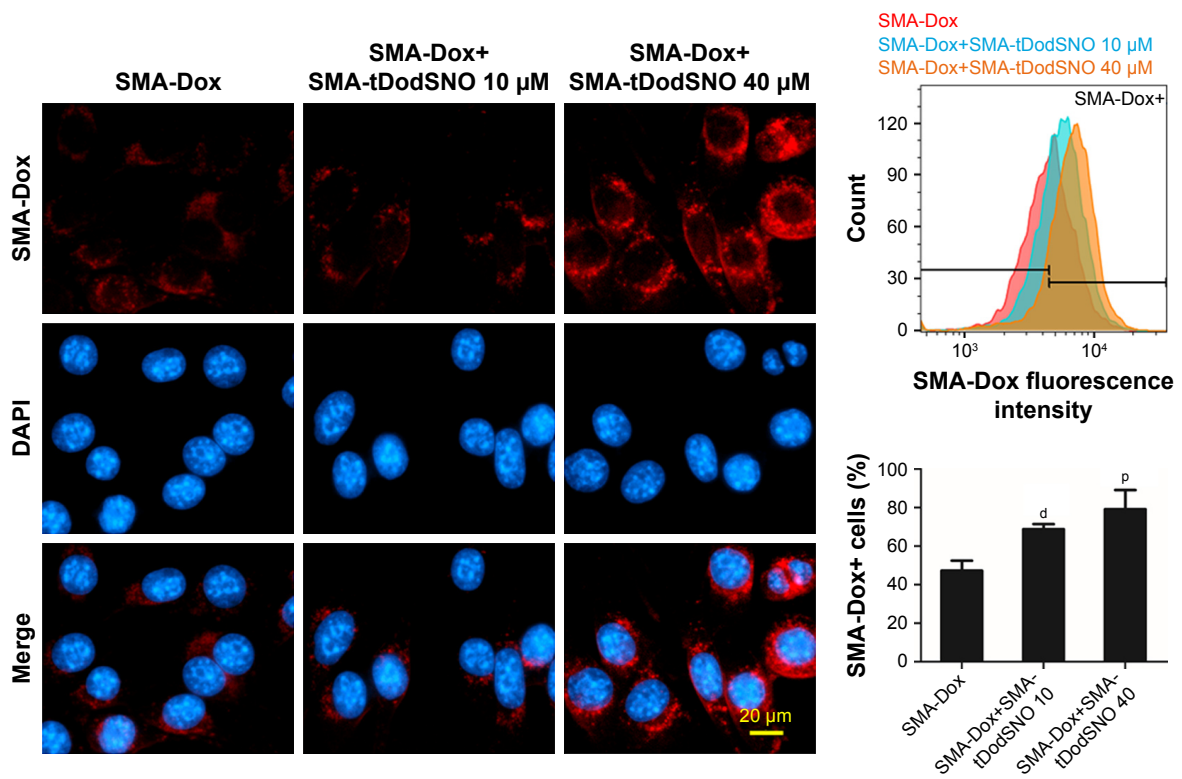 SMA-Dox
SMA-Dox+
SMA-tDodSNO 10 µM
SMA-Dox+
SMA-tDodSNO 40 µM
SMA-Dox
DAPI
Merge
20 µm
SMA-Dox
SMA-Dox+SMA-tDodSNO 10 µM
SMA-Dox+SMA-tDodSNO 40 µM
SMA-Dox+
Count
120
90
60
30
0
10³
10⁴
SMA-Dox fluorescence
intensity
SMA-Dox+ cells (%)
100
80
60
40
20
0
d
p
SMA-Dox
SMA-Dox+SMA-
tDodSNO 10
SMA-Dox+SMA-
tDodSNO 40